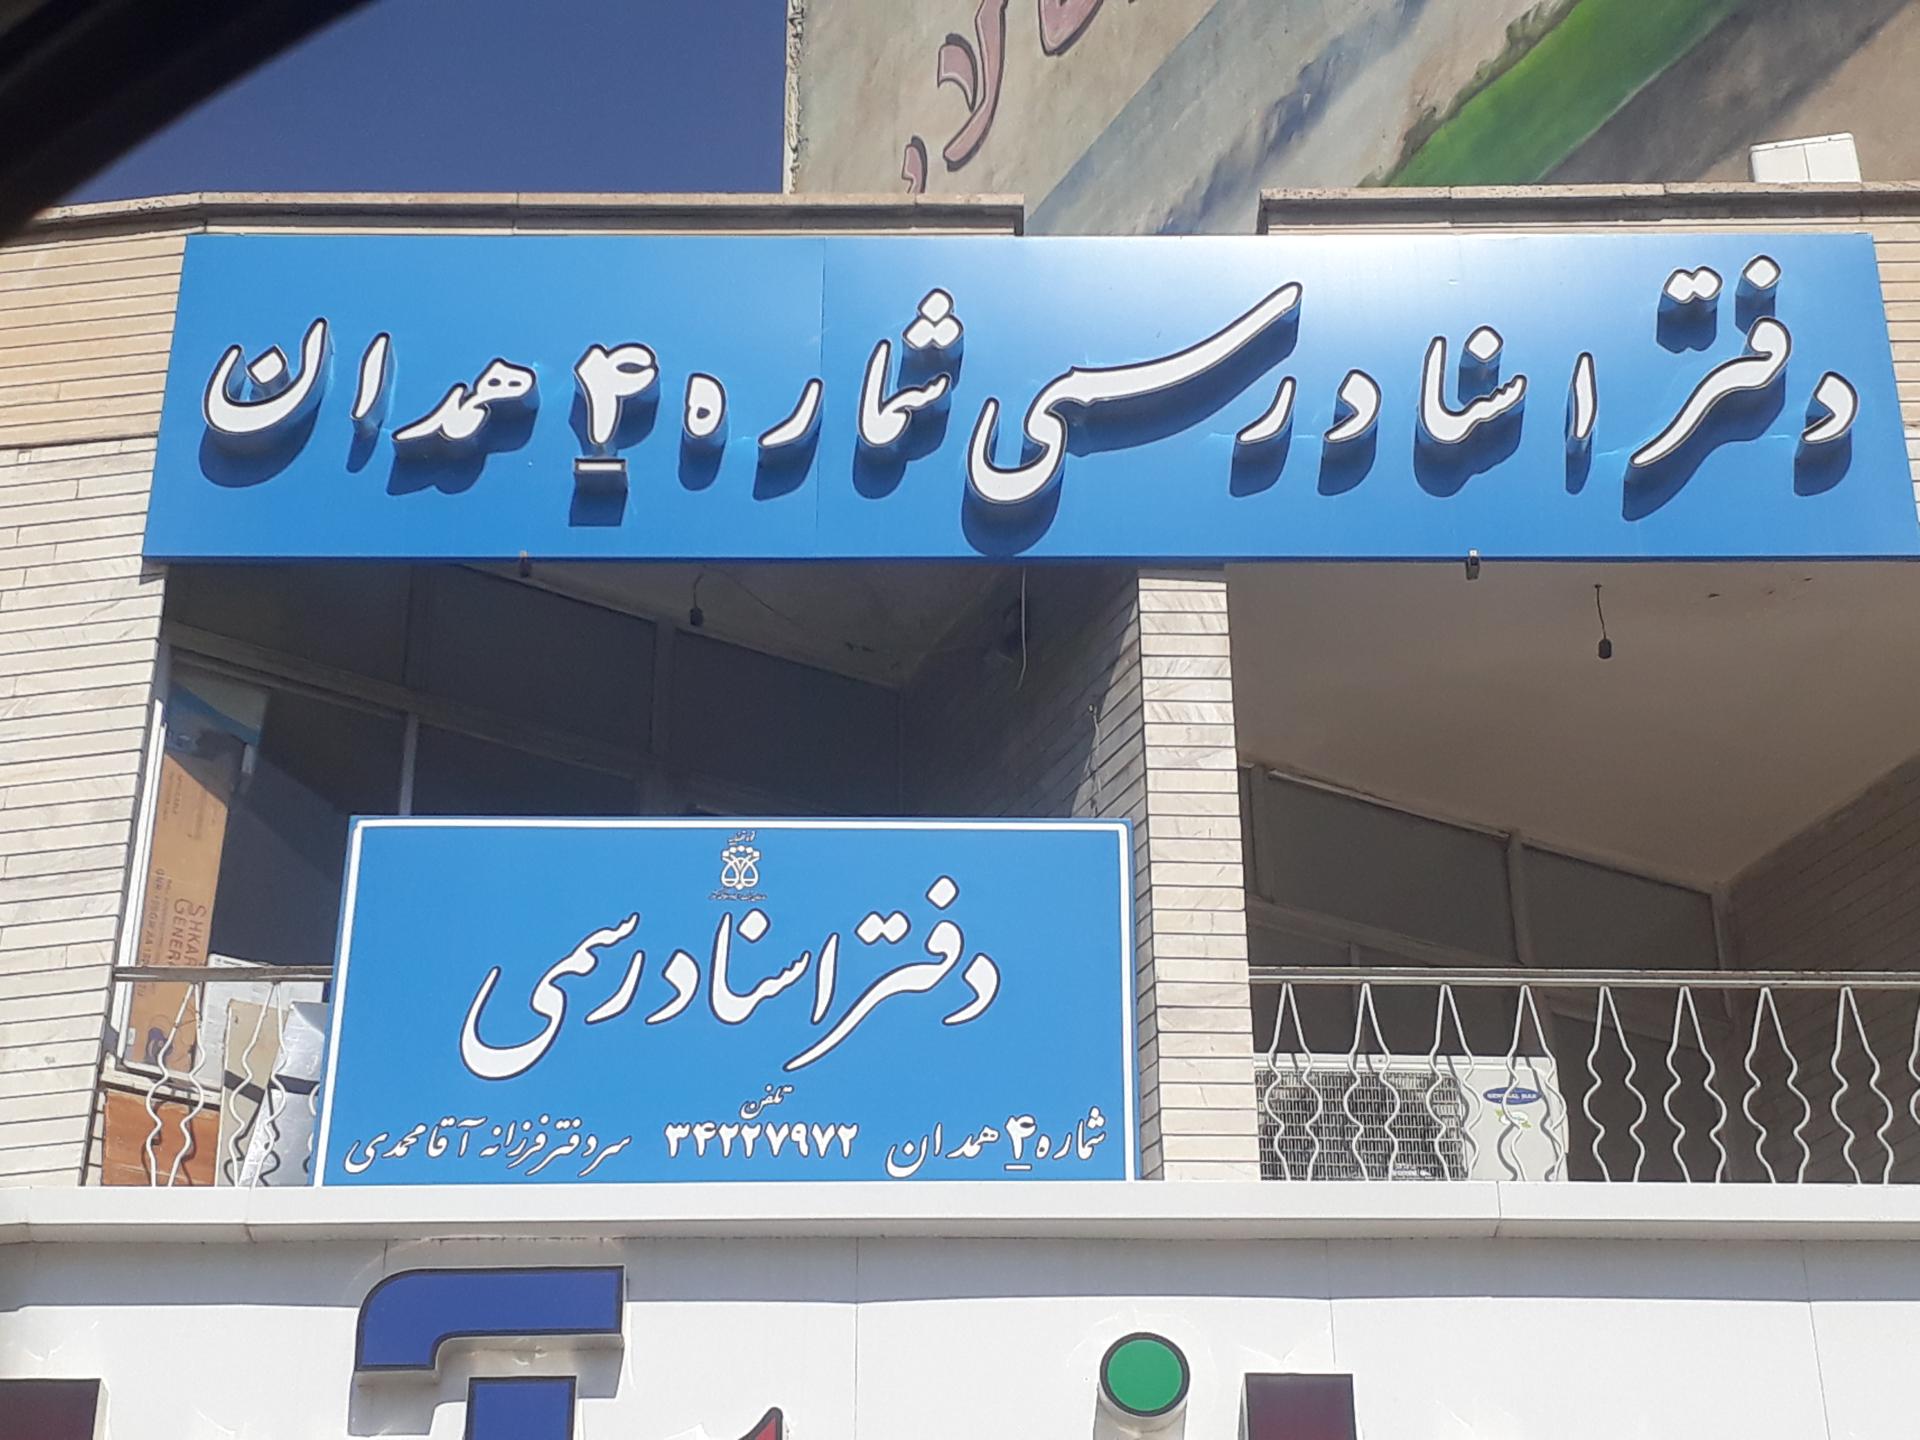 دفتر اسناد رسمی شماره ۴ همدان
دفتر اسناد رسمی
تلفن
شماره ۴ همدان ۳۴۲۲۷۹۷۲ سردفتر فرزانه آقامحمدی